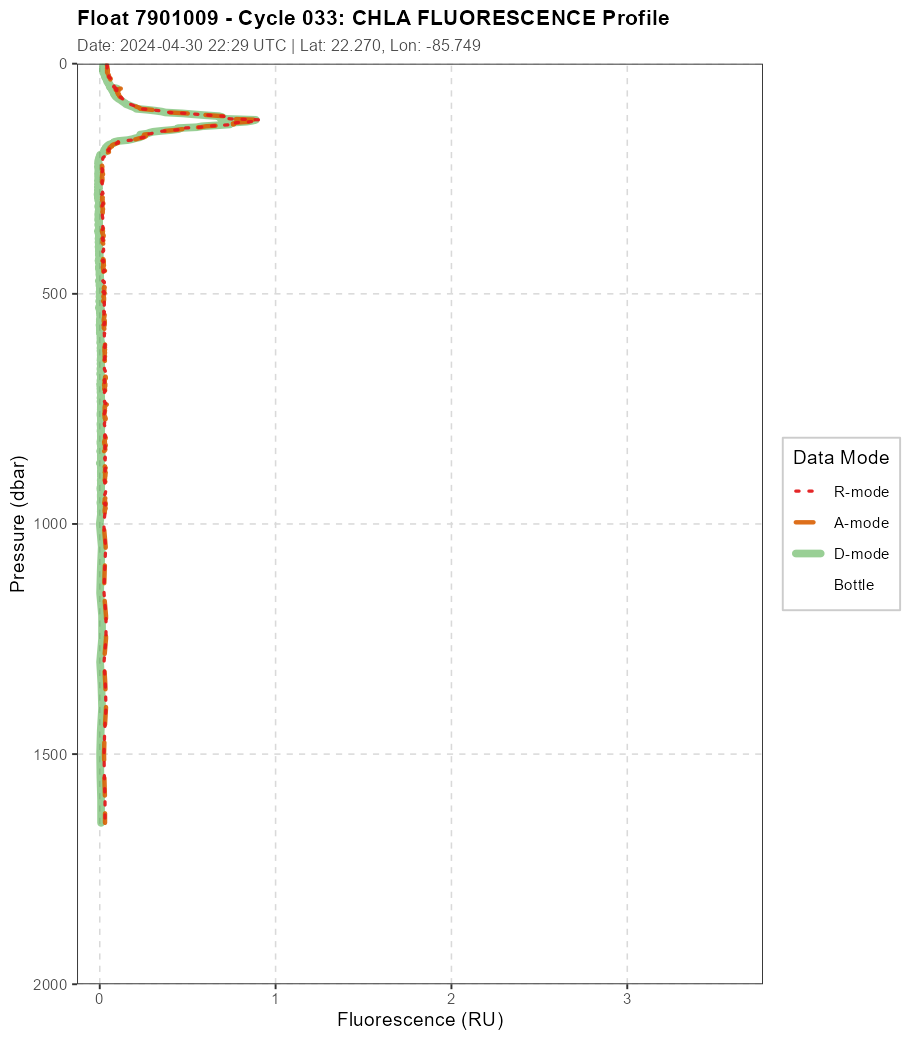 Float 7901009 - Cycle 033: CHLA FLUORESCENCE Profile
Date: 2024-04-30 22:29 UTC | Lat: 22.270, Lon: -85.749
0
500
1000
1500
2000
Pressure (dbar)
0 1 2 3
Fluorescence (RU)
Data Mode
R-mode
A-mode
D-mode
Bottle